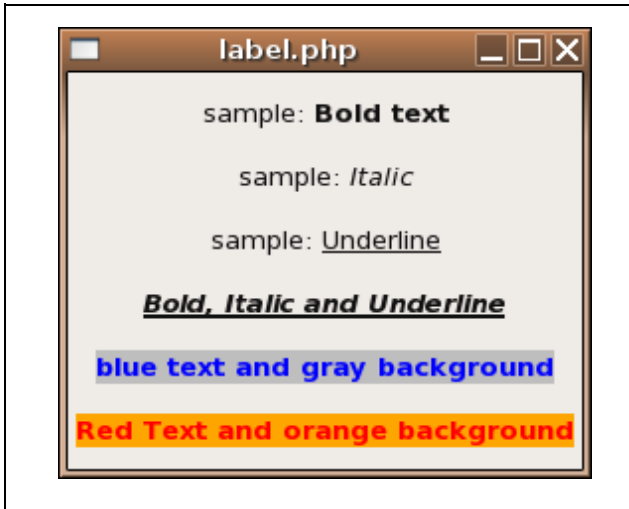 label.php
sample: Bold text
sample: Italic
sample: Underline
Bold, Italic and Underline
blue text and gray background
Red Text and orange background